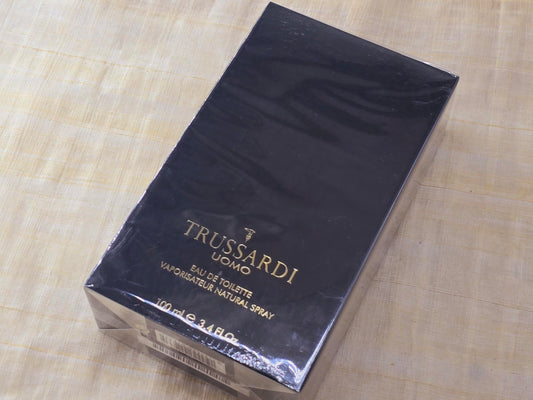 TRUSSARDI
UOMO
EAU DE TOILETTE
VAPORISATEUR NATURAL SPRAY
100 ml ℮ 3.4 Fl.Oz.